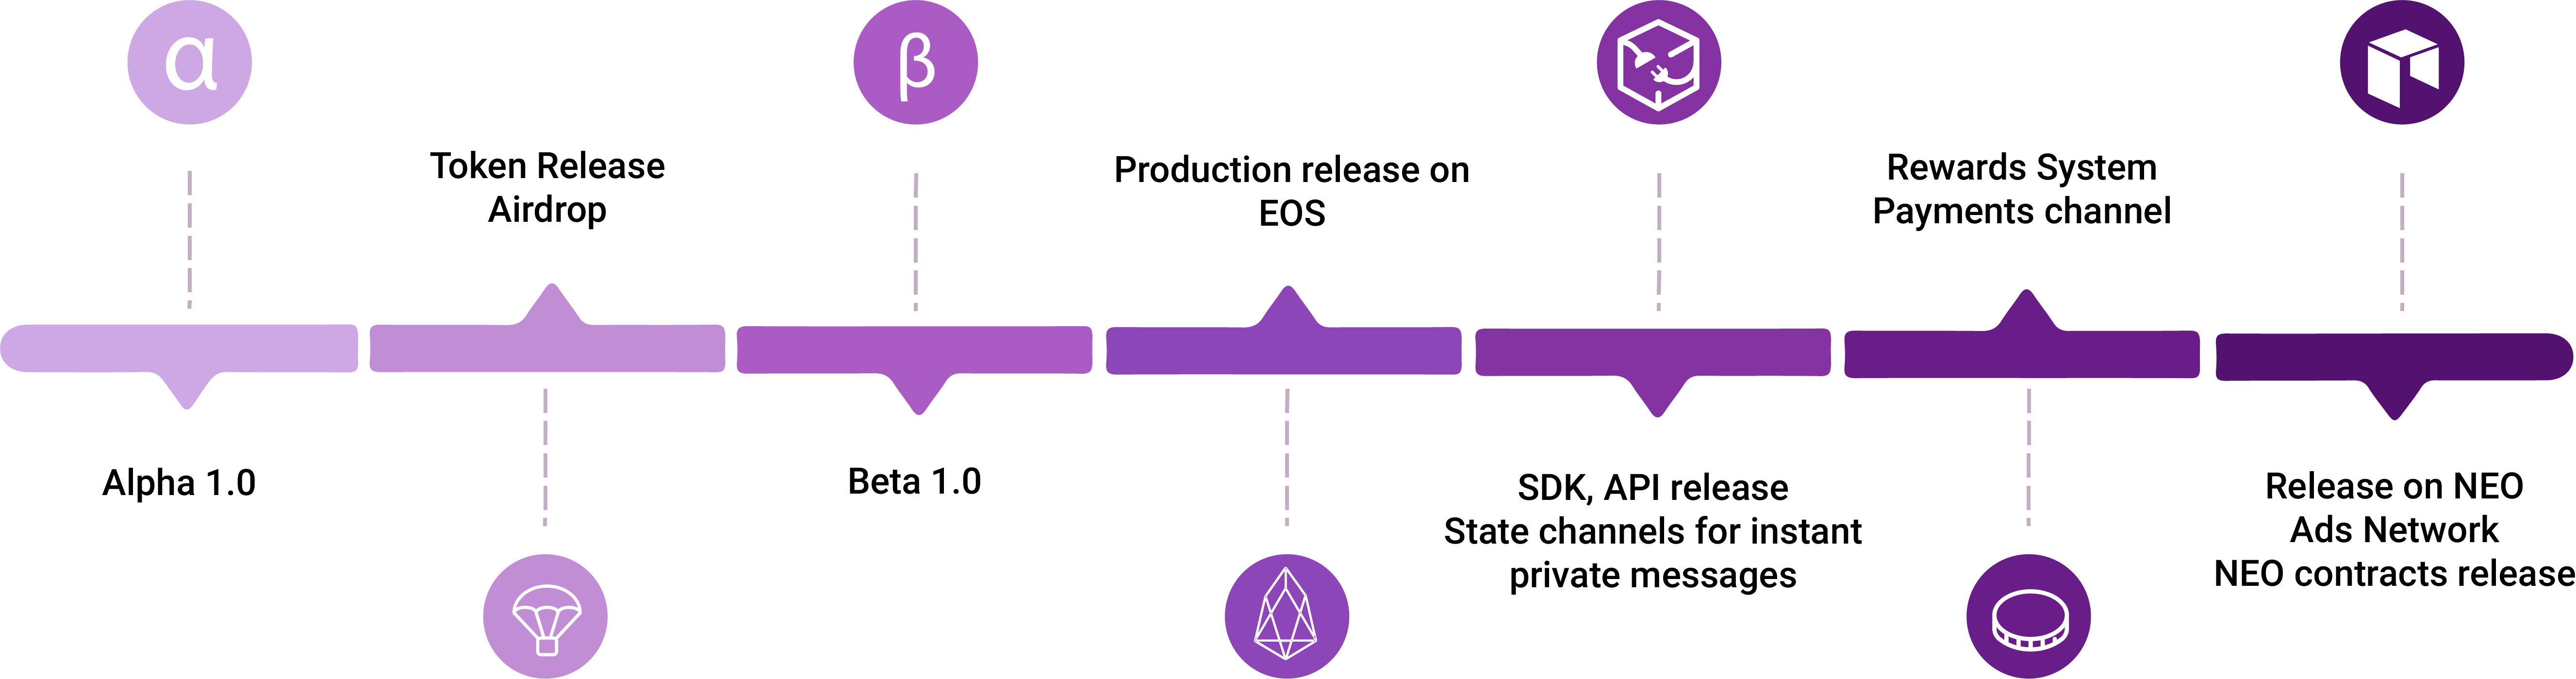 α
Alpha 1.0
Token Release
Airdrop
β
Beta 1.0
Production release on
EOS
SDK, API release
State channels for instant
private messages
Rewards System
Payments channel
Release on NEO
Ads Network
NEO contracts release